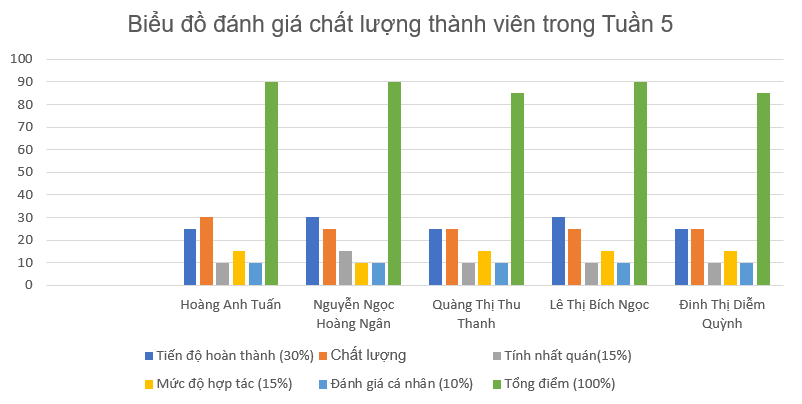 Biểu đồ đánh giá chất lượng thành viên trong Tuần 5
100
90
80
70
60
50
40
30
20
10
0
Hoàng Anh Tuấn
Nguyễn Ngọc
Hoàng Ngân
Quàng Thị Thu
Thanh
Lê Thị Bích Ngọc
Đinh Thị Diễm
Quỳnh
Tiến độ hoàn thành (30%)
Chất lượng
Tính nhất quán(15%)
Mức độ hợp tác (15%)
Đánh giá cá nhân (10%)
Tổng điểm (100%)